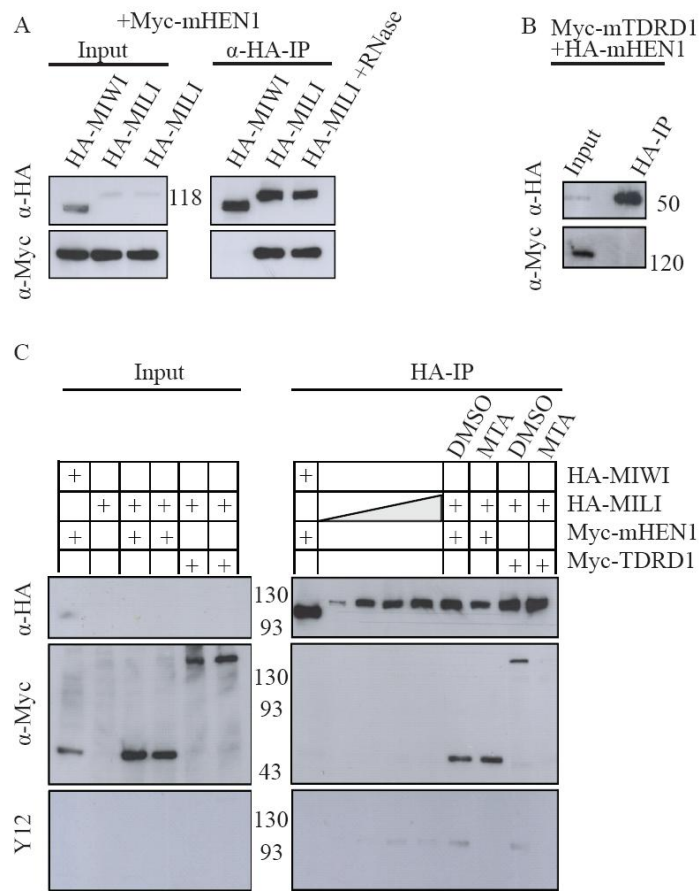 A
+Myc-mHEN1
Input
α-HA-IP
HA-MIWI
HA-MILI
HA-MILI
HA-MIWI
HA-MILI
HA-MILI +RNase
α-HA
118
α-Myc
B
Myc-mTDRD1
+HA-mHEN1
Input
HA-IP
α-HA
50
α-Myc
120
C
Input
HA-IP
DMSO
MTA
DMSO
MTA
+ + HA-MIWI
+ + + + + + + + + HA-MILI
+ + + + + + Myc-mHEN1
+ + + + Myc-TDRD1
α-HA
130
93
α-Myc
130
93
43
Y12
130
93